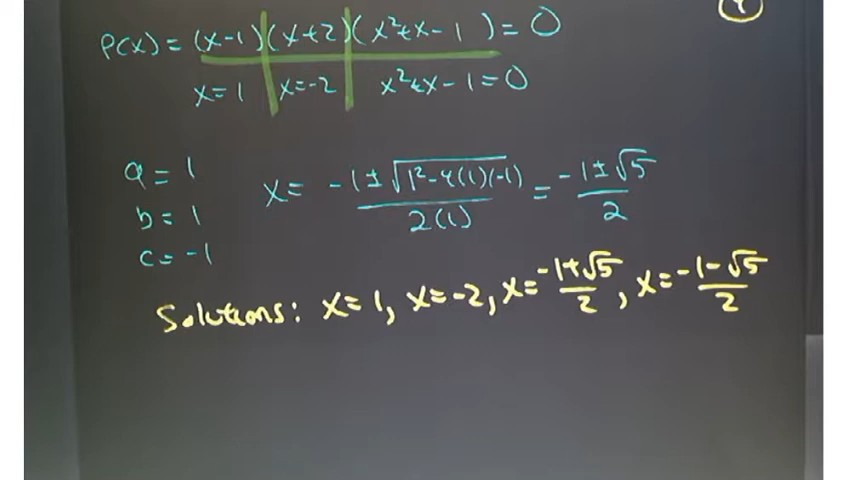 P(x) = (x-1)(x+2)(x²+x-1) = 0
x=1 x=-2 x²+x-1=0
a = 1
x = (-1±√(1²-4(1)(-1)))/(2(1)) = (-1±√5)/2
b = 1
c = -1
Solutions: x=1, x=-2, x=(-1+√5)/2, x=(-1-√5)/2